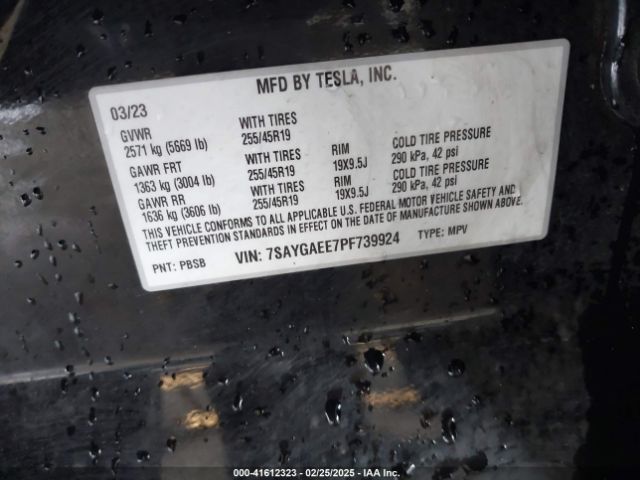 MFD BY TESLA, INC.
03/23
GVWR WITH TIRES
2571 kg (5669 lb) 255/45R19 RIM COLD TIRE PRESSURE
GAWR FRT WITH TIRES 19X9.5J 290 kPa, 42 psi
1363 kg (3004 lb) 255/45R19 RIM COLD TIRE PRESSURE
GAWR RR WITH TIRES 19X9.5J 290 kPa, 42 psi
1636 kg (3606 lb) 255/45R19
THIS VEHICLE CONFORMS TO ALL APPLICABLE U.S. FEDERAL MOTOR VEHICLE SAFETY AND
THEFT PREVENTION STANDARDS IN EFFECT ON THE DATE OF MANUFACTURE SHOWN ABOVE.
PNT: PBSB VIN: 7SAYGAEE7PF739924 TYPE: MPV
000-41612323 - 02/25/2025 - IAA Inc.